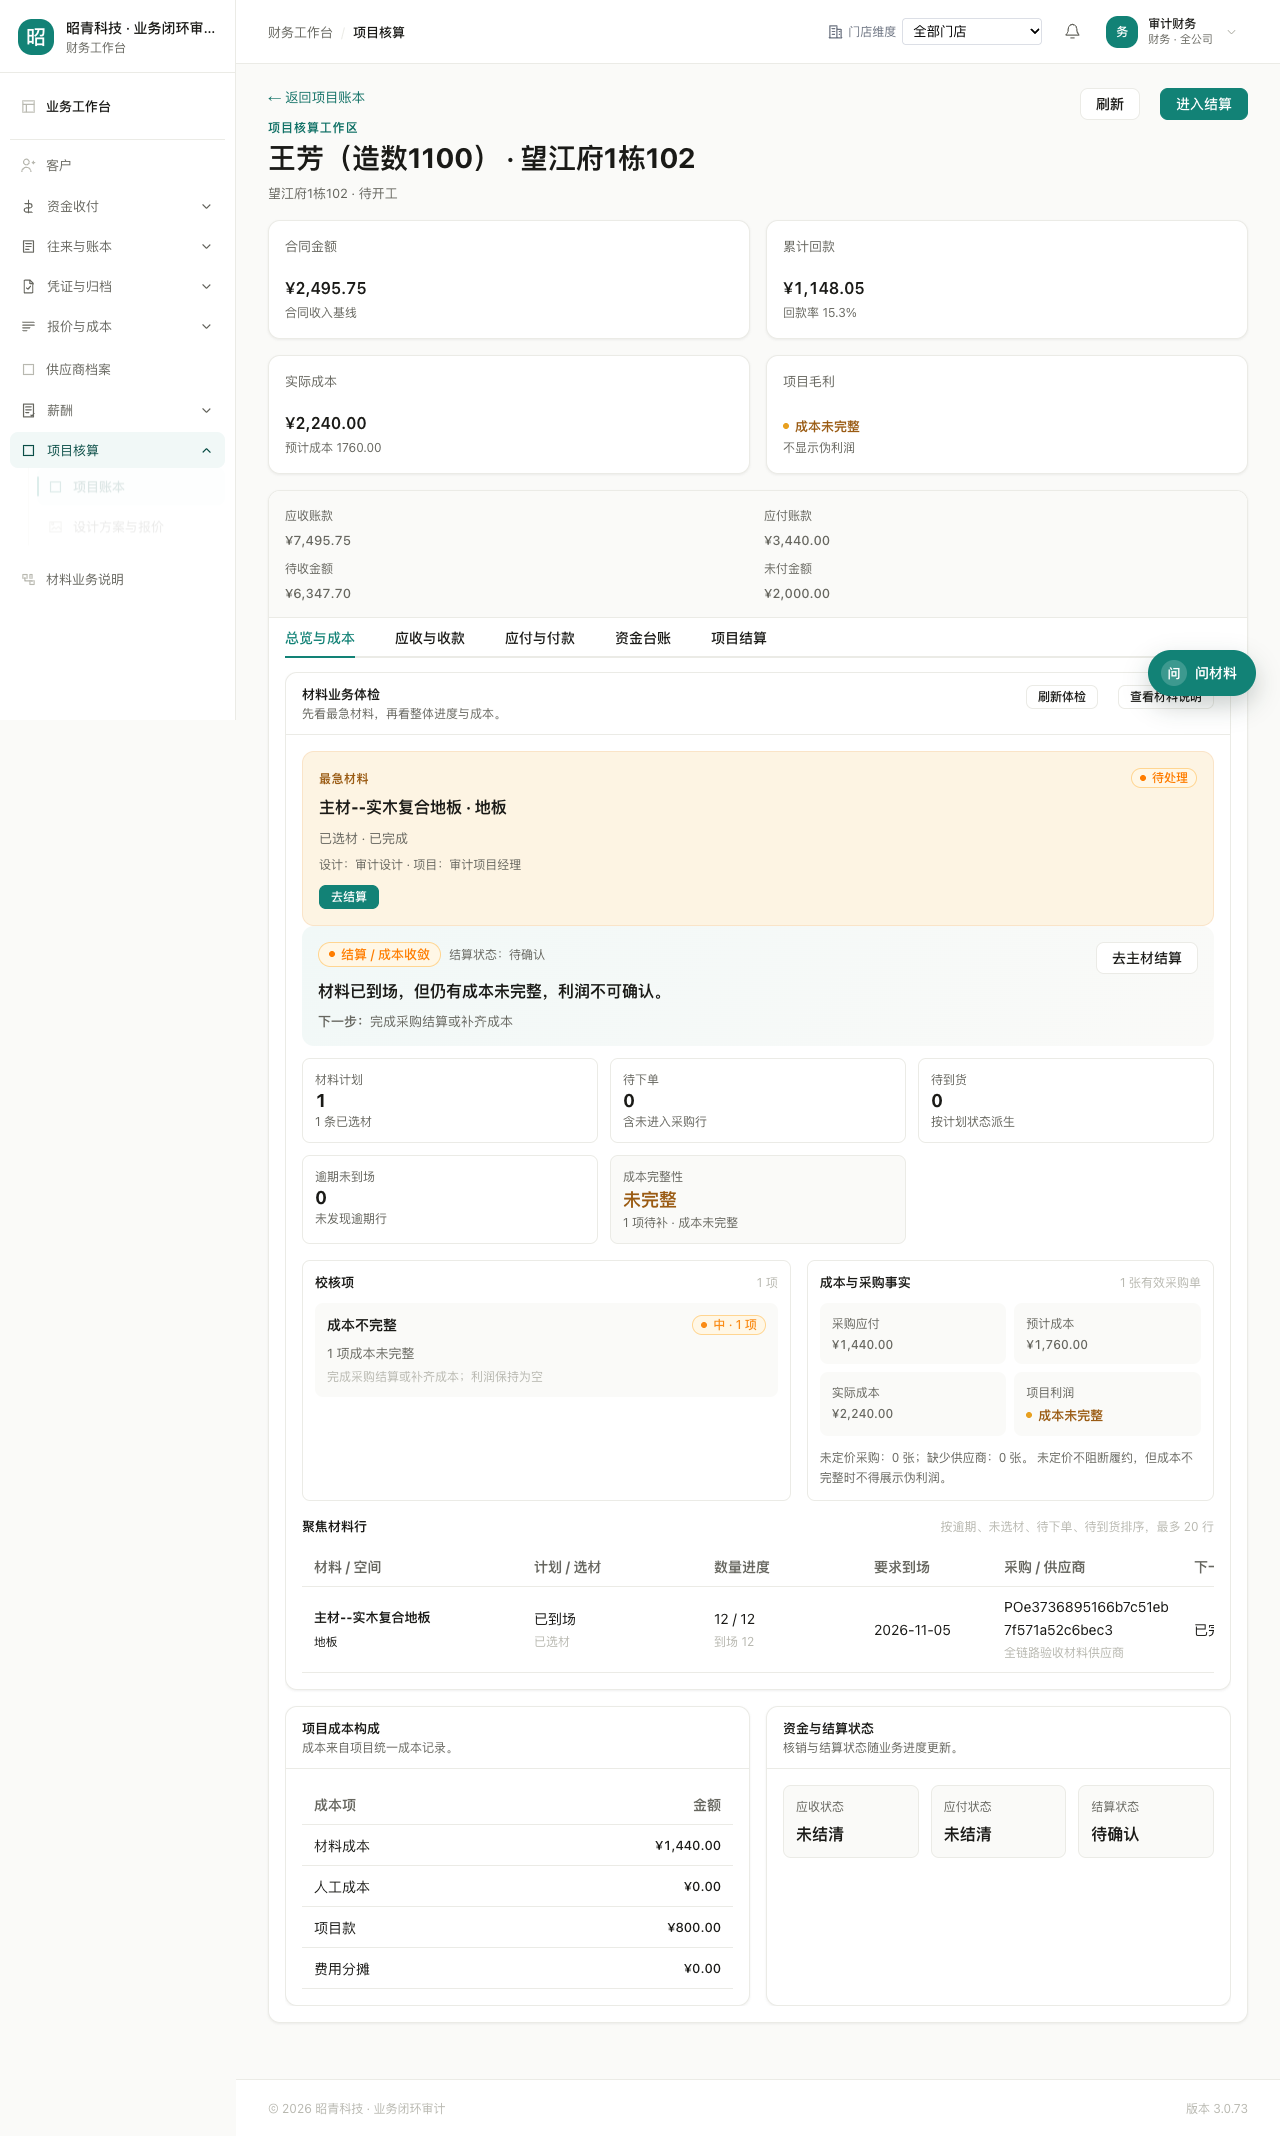 昭
昭青科技 · 业务闭环审...
财务工作台
业务工作台
客户
资金收付
往来与账本
凭证与归档
报价与成本
供应商档案
薪酬
项目核算
项目账本
设计方案与报价
材料业务说明
财务工作台 / 项目核算
门店维度
全部门店
务
审计财务
财务 · 全公司
← 返回项目账本
刷新
进入结算
项目核算工作区
王芳（造数1100） · 望江府1栋102
望江府1栋102 · 待开工
合同金额
¥2,495.75
合同收入基线
累计回款
¥1,148.05
回款率 15.3%
实际成本
¥2,240.00
预计成本 1760.00
项目毛利
成本未完整
不显示伪利润
应收账款
¥7,495.75
应付账款
¥3,440.00
待收金额
¥6,347.70
未付金额
¥2,000.00
总览与成本
应收与收款
应付与付款
资金台账
项目结算
问 问材料
材料业务体检
先看最急材料，再看整体进度与成本。
刷新体检
查看材料说明
最急材料
待处理
主材--实木复合地板 · 地板
已选材 · 已完成
设计：审计设计 · 项目：审计项目经理
去结算
结算 / 成本收敛
结算状态：待确认
去主材结算
材料已到场，但仍有成本未完整，利润不可确认。
下一步：完成采购结算或补齐成本
材料计划
1
1 条已选材
待下单
0
含未进入采购行
待到货
0
按计划状态派生
逾期未到场
0
未发现逾期行
成本完整性
未完整
1 项待补 · 成本未完整
校核项
1 项
成本不完整
中 · 1 项
1 项成本未完整
完成采购结算或补齐成本；利润保持为空
成本与采购事实
1 张有效采购单
采购应付
¥1,440.00
预计成本
¥1,760.00
实际成本
¥2,240.00
项目利润
成本未完整
未定价采购：0 张；缺少供应商：0 张。 未定价不阻断履约，但成本不
完整时不得展示伪利润。
聚焦材料行
按逾期、未选材、待下单、待到货排序，最多 20 行
材料 / 空间
计划 / 选材
数量进度
要求到场
采购 / 供应商
下一
主材--实木复合地板
地板
已到场
已选材
12 / 12
到场 12
2026-11-05
POe3736895166b7c51eb
7f571a52c6bec3
全链路验收材料供应商
已完
项目成本构成
成本来自项目统一成本记录。
成本项
金额
材料成本
¥1,440.00
人工成本
¥0.00
项目款
¥800.00
费用分摊
¥0.00
资金与结算状态
核销与结算状态随业务进度更新。
应收状态
未结清
应付状态
未结清
结算状态
待确认
© 2026 昭青科技 · 业务闭环审计
版本 3.0.73